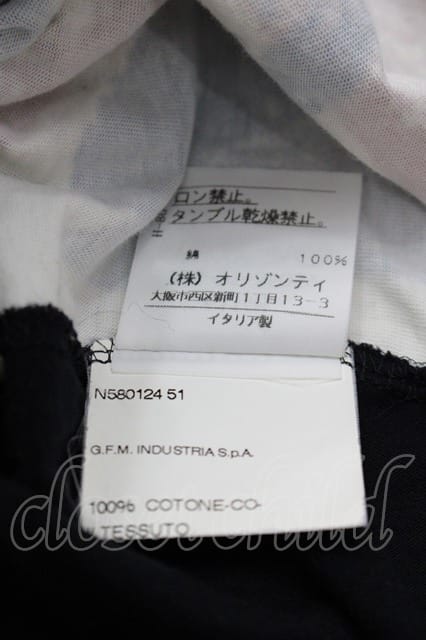 ロン禁止。
タンブル乾燥禁止。
綿 100%
(株) オリゾンティ
大阪市西区新町1丁目13-3
イタリア製
N580124 51
G.F.M. INDUSTRIA S.p.A.
100% COTONE-CO-
TESSUTO
closet child